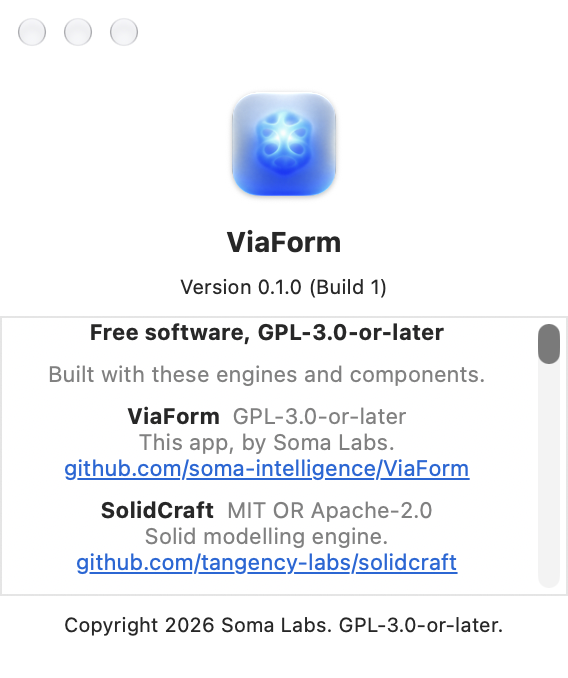 ViaForm
Version 0.1.0 (Build 1)
Free software, GPL-3.0-or-later
Built with these engines and components.
ViaForm GPL-3.0-or-later
This app, by Soma Labs.
github.com/soma-intelligence/ViaForm
SolidCraft MIT OR Apache-2.0
Solid modelling engine.
github.com/tangency-labs/solidcraft
Copyright 2026 Soma Labs. GPL-3.0-or-later.